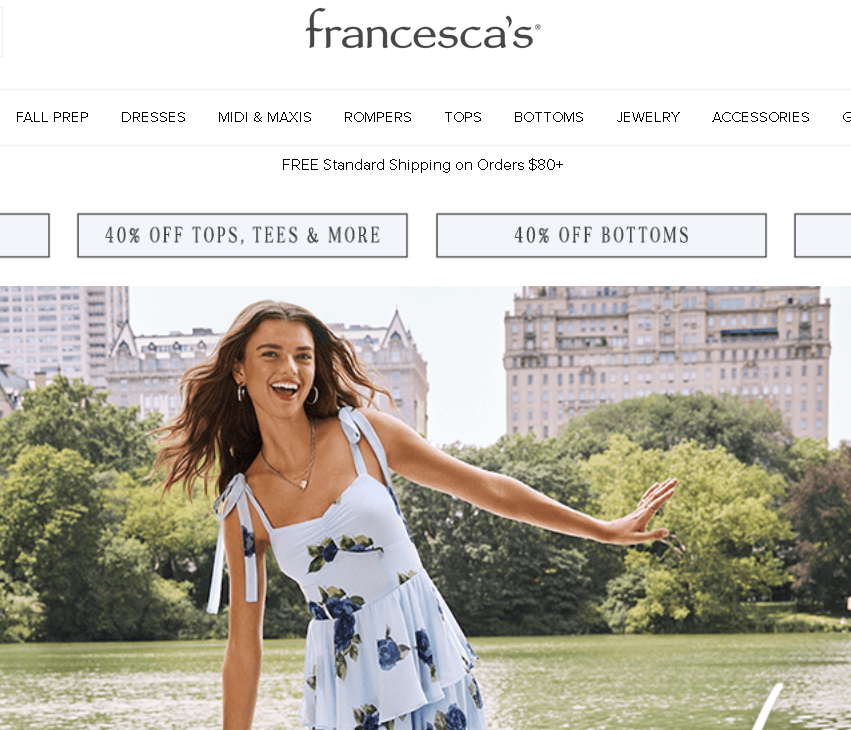 francesca's®
FALL PREP DRESSES MIDI & MAXIS ROMPERS TOPS BOTTOMS JEWELRY ACCESSORIES
FREE Standard Shipping on Orders $80+
40% OFF TOPS, TEES & MORE 40% OFF BOTTOMS